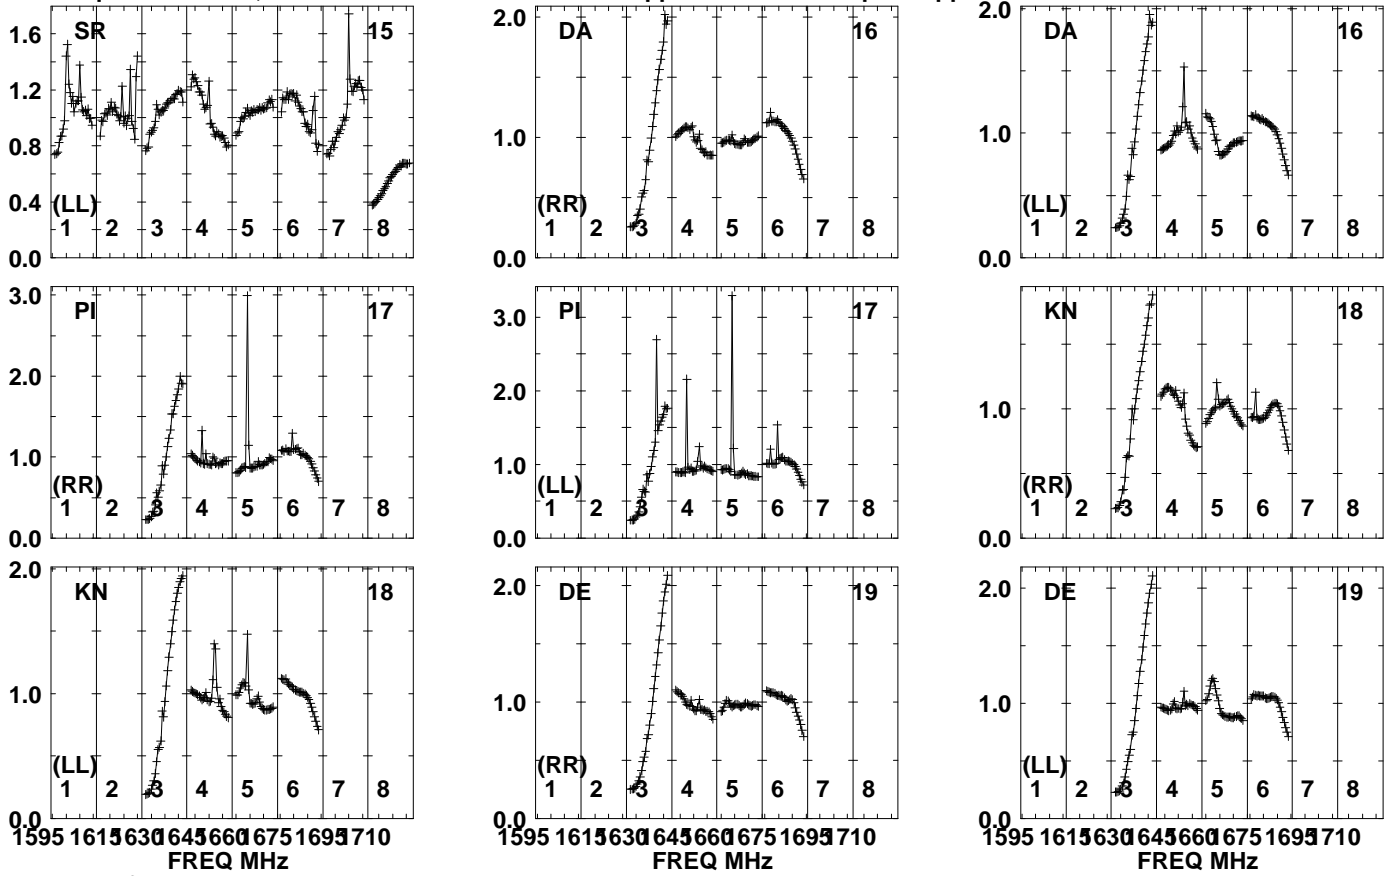 1.6 SR 15
1.2
0.8
0.4 (LL)
1 2 3 4 5 6 7 8
0.0
2.0 DA 16
1.0
(RR)
1 2 3 4 5 6 7 8
0.0
2.0 DA 16
1.0
(LL)
1 2 3 4 5 6 7 8
0.0
3.0 PI 17
2.0
1.0
(RR)
1 2 3 4 5 6 7 8
0.0
PI 17
3.0
2.0
1.0
(LL)
1 2 3 4 5 6 7 8
0.0
KN 18
1.0
(RR)
1 2 3 4 5 6 7 8
0.0
2.0 KN 18
1.0
(LL)
1 2 3 4 5 6 7 8
0.0
1595 1615 1630 1645 1660 1675 1695 1710
FREQ MHz
DE 19
2.0
1.0
(RR)
1 2 3 4 5 6 7 8
0.0
1595 1615 1630 1645 1660 1675 1695 1710
FREQ MHz
DE 19
2.0
1.0
(LL)
1 2 3 4 5 6 7 8
0.0
1595 1615 1630 1645 1660 1675 1695 1710
FREQ MHz